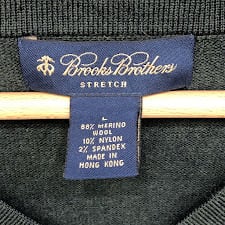 Brooks Brothers
STRETCH
L
88% MERINO
WOOL
10% NYLON
2% SPANDEX
MADE IN
HONG KONG